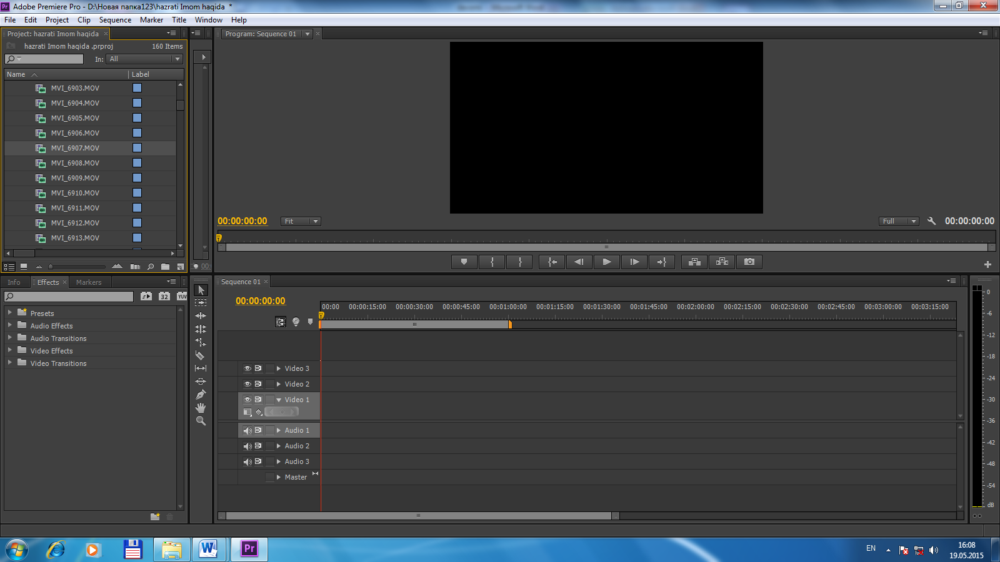 Pr Adobe Premiere Pro - D:\Новая папка123\hazrati Imom haqida *
File Edit Project Clip Sequence Marker Title Window Help
Project: hazrati Imom haqida ×
Program: Sequence 01 ×
hazrati Imom haqida .prproj 160 Items
In: All
Name Label
MVI_6903.MOV
MVI_6904.MOV
MVI_6905.MOV
MVI_6906.MOV
MVI_6907.MOV
MVI_6908.MOV
MVI_6909.MOV
MVI_6910.MOV
MVI_6911.MOV
MVI_6912.MOV
MVI_6913.MOV
00:00:00:00 Fit Full 00:00:00:00
00:
Info Effects × Markers
32 YUV
Presets
Audio Effects
Audio Transitions
Video Effects
Video Transitions
Sequence 01 ×
00:00:00:00
00:00 00:00:15:00 00:00:30:00 00:00:45:00 00:01:00:00 00:01:15:00 00:01:30:00 00:01:45:00 00:02:00:00 00:02:15:00 00:02:30:00 00:02:45:00 00:03:00:00 00:03:15:00
Video 3
Video 2
Video 1
Audio 1
Audio 2
Audio 3
Master
0
-6
-12
-18
-24
-30
-36
-42
-48
-54
dB
W Pr
EN 16:08
19.05.2015